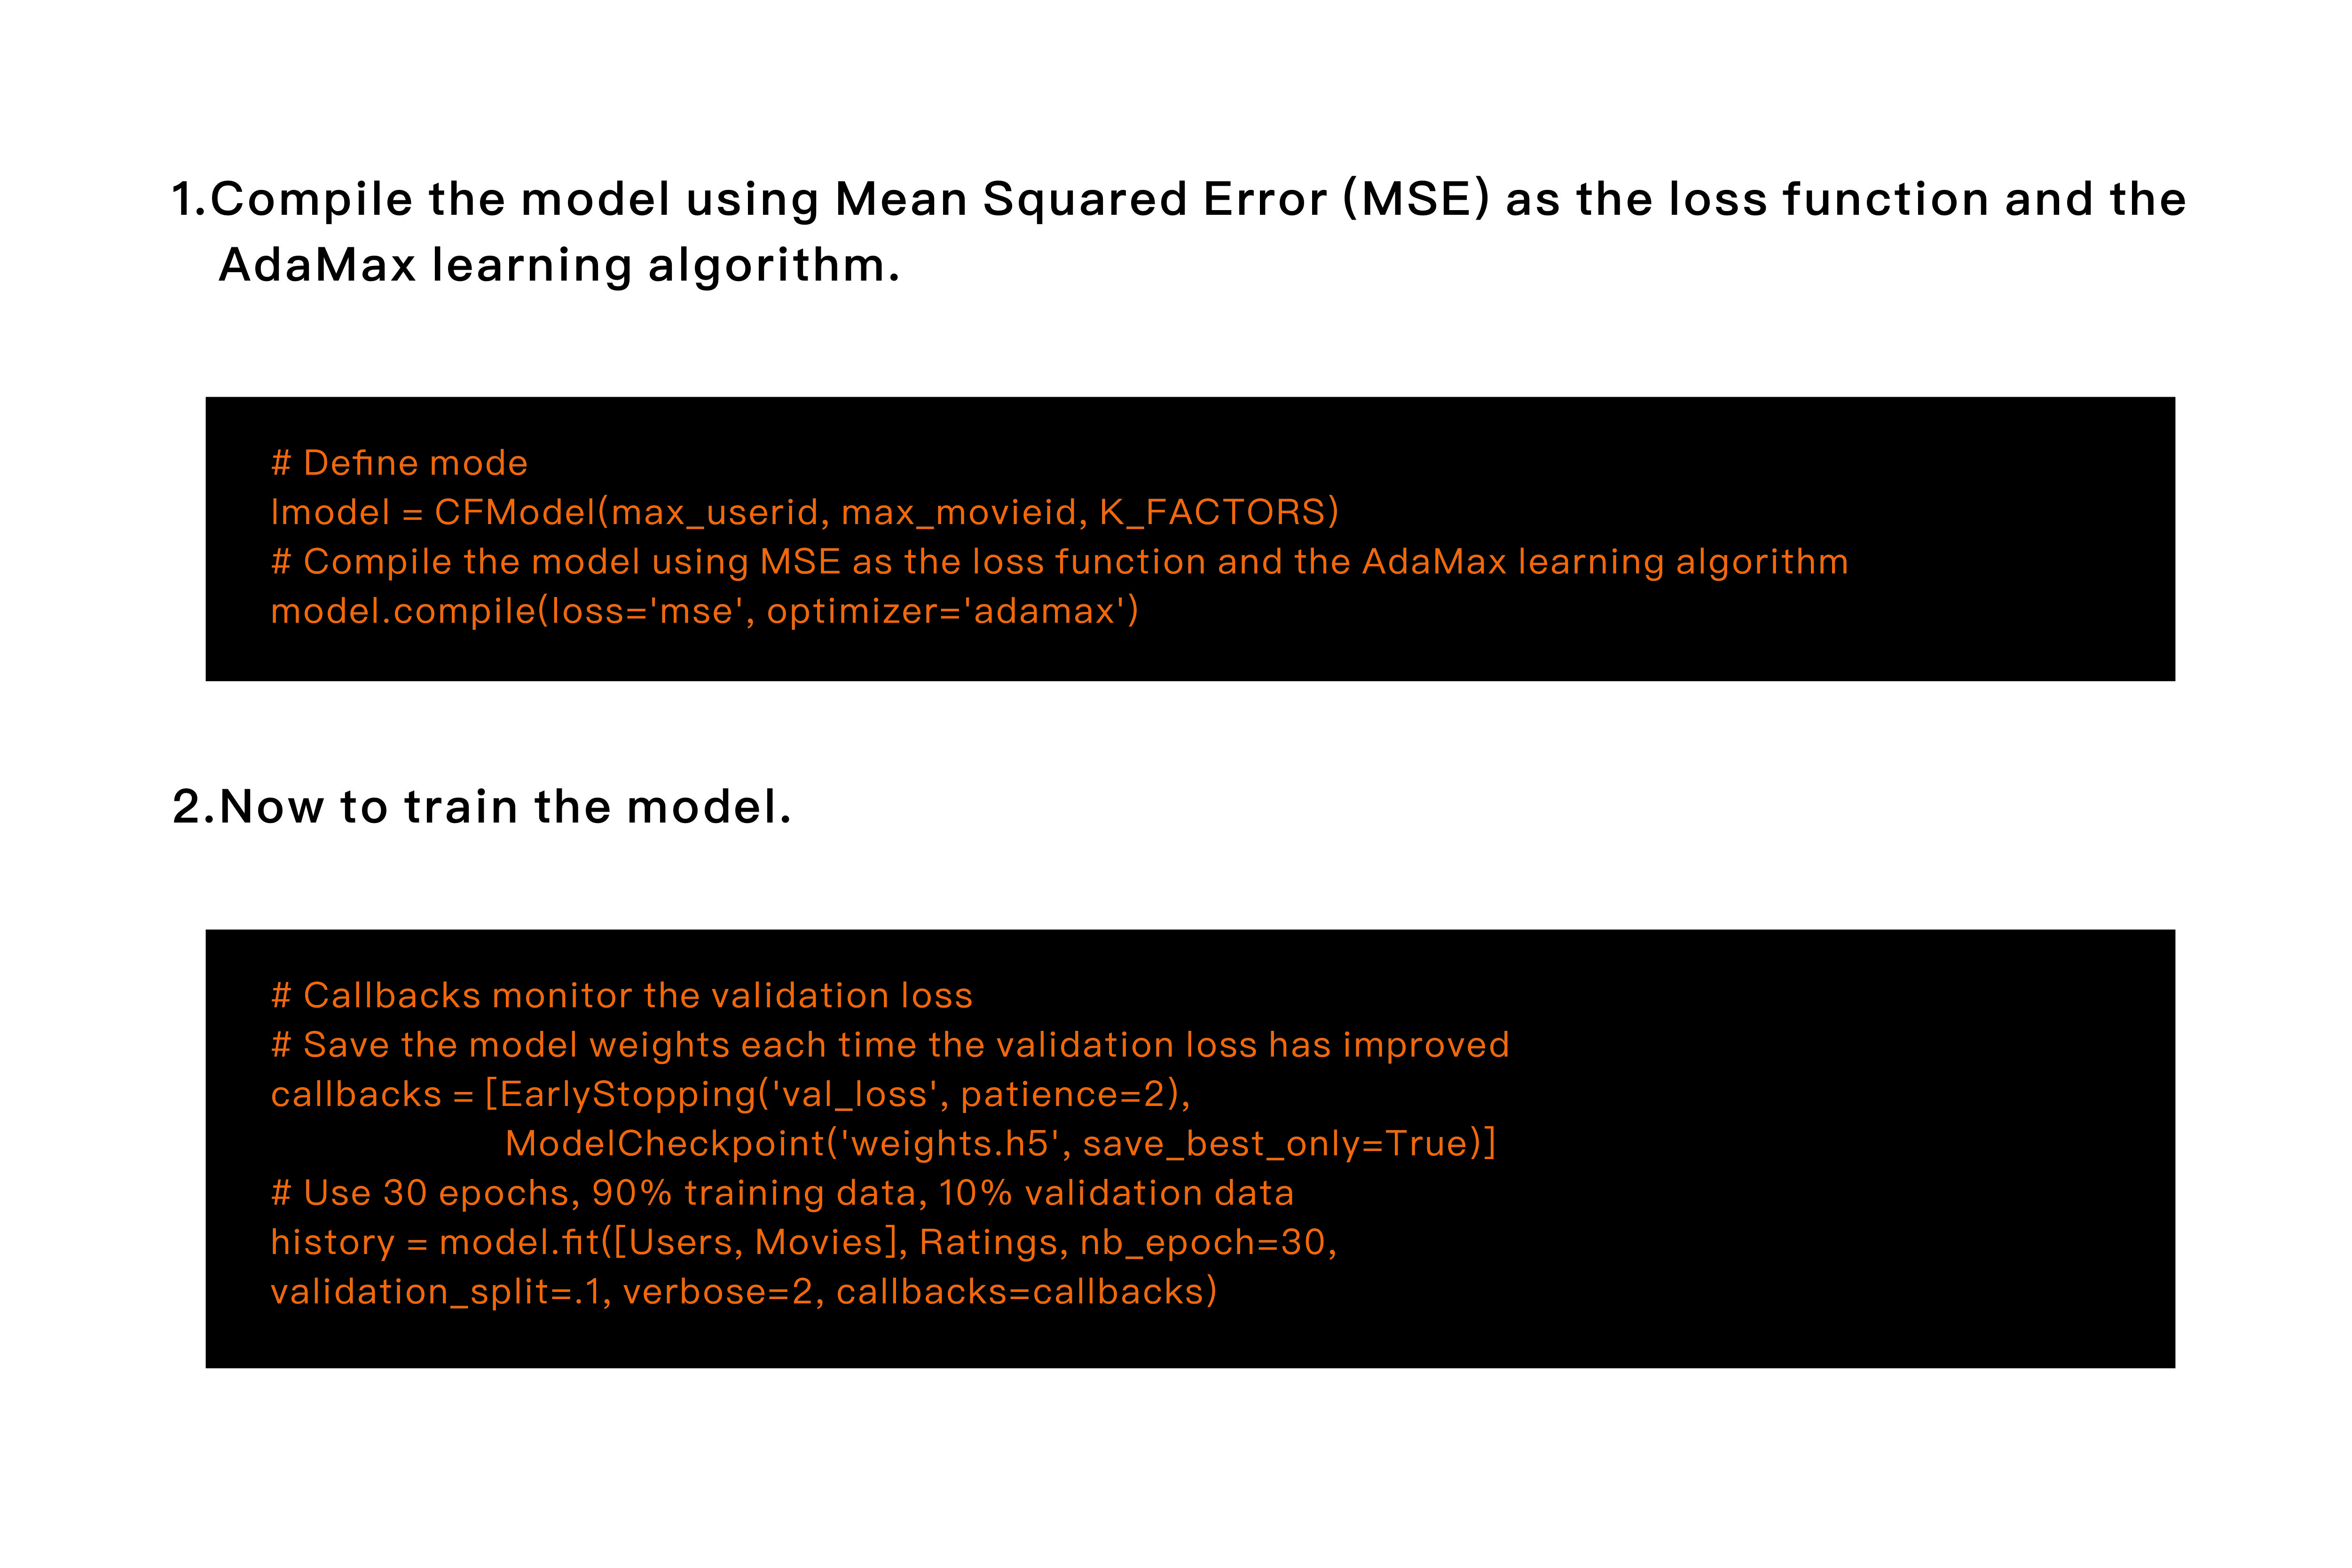 1.Compile the model using Mean Squared Error (MSE) as the loss function and the
AdaMax learning algorithm.
# Define mode
lmodel = CFModel(max_userid, max_movieid, K_FACTORS)
# Compile the model using MSE as the loss function and the AdaMax learning algorithm
model.compile(loss='mse', optimizer='adamax')
2.Now to train the model.
# Callbacks monitor the validation loss
# Save the model weights each time the validation loss has improved
callbacks = [EarlyStopping('val_loss', patience=2),
ModelCheckpoint('weights.h5', save_best_only=True)]
# Use 30 epochs, 90% training data, 10% validation data
history = model.fit([Users, Movies], Ratings, nb_epoch=30,
validation_split=.1, verbose=2, callbacks=callbacks)